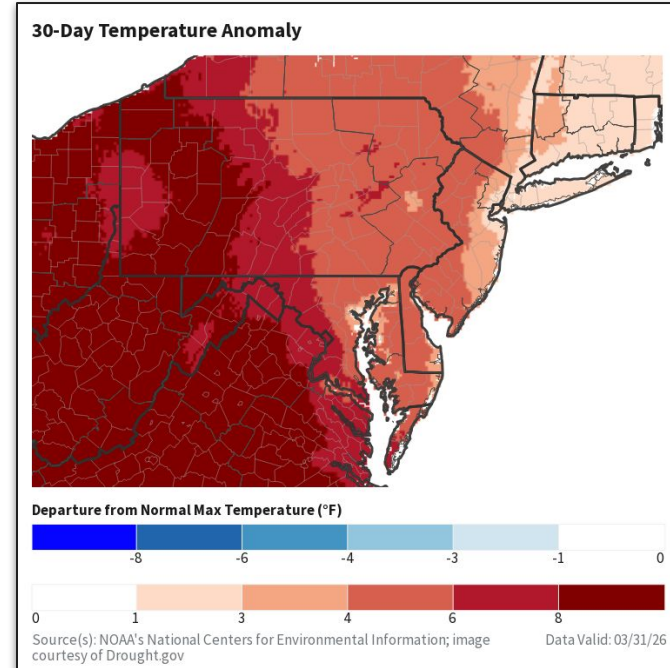 30-Day Temperature Anomaly
Departure from Normal Max Temperature (°F)
-8 -6 -4 -3 -1 0
0 1 3 4 6 8
Source(s): NOAA's National Centers for Environmental Information; image Data Valid: 03/31/26
courtesy of Drought.gov